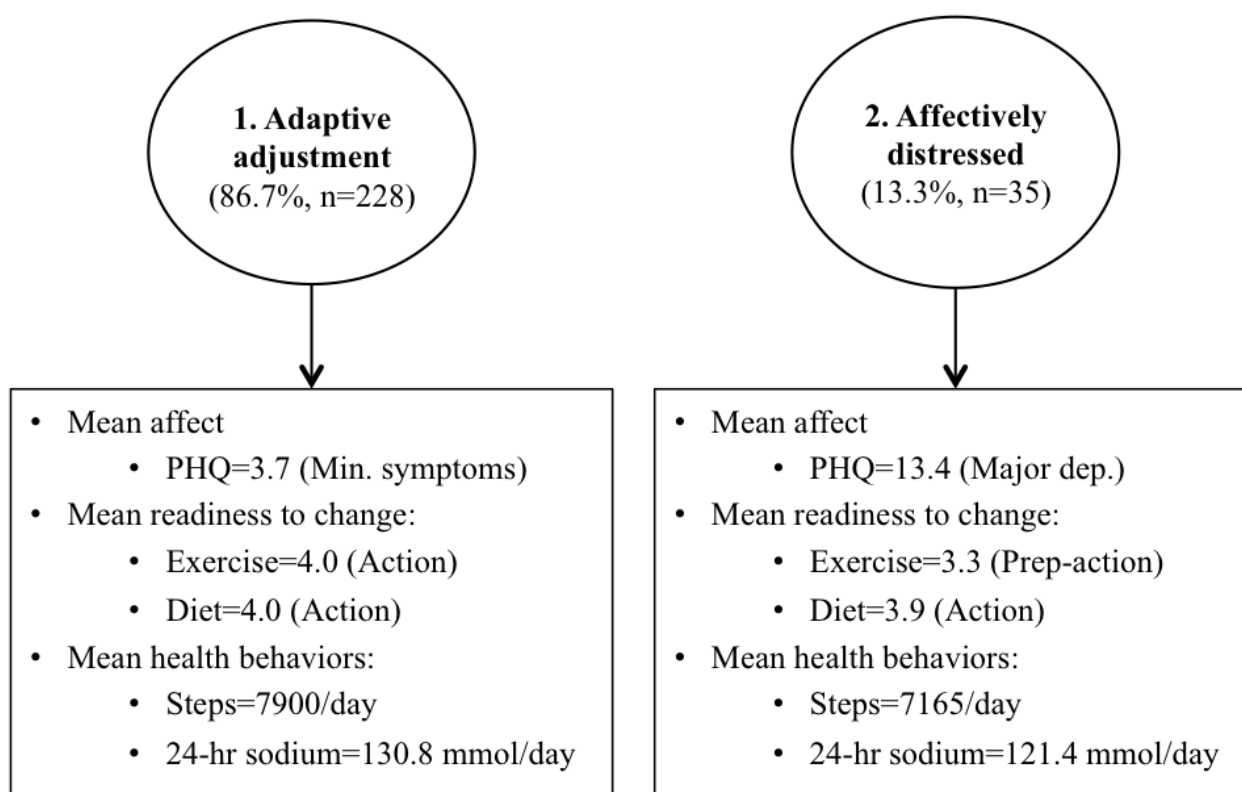 1. Adaptive
adjustment
(86.7%, n=228)
2. Affectively
distressed
(13.3%, n=35)
• Mean affect
• PHQ=3.7 (Min. symptoms)
• Mean readiness to change:
• Exercise=4.0 (Action)
• Diet=4.0 (Action)
• Mean health behaviors:
• Steps=7900/day
• 24-hr sodium=130.8 mmol/day
• Mean affect
• PHQ=13.4 (Major dep.)
• Mean readiness to change:
• Exercise=3.3 (Prep-action)
• Diet=3.9 (Action)
• Mean health behaviors:
• Steps=7165/day
• 24-hr sodium=121.4 mmol/day